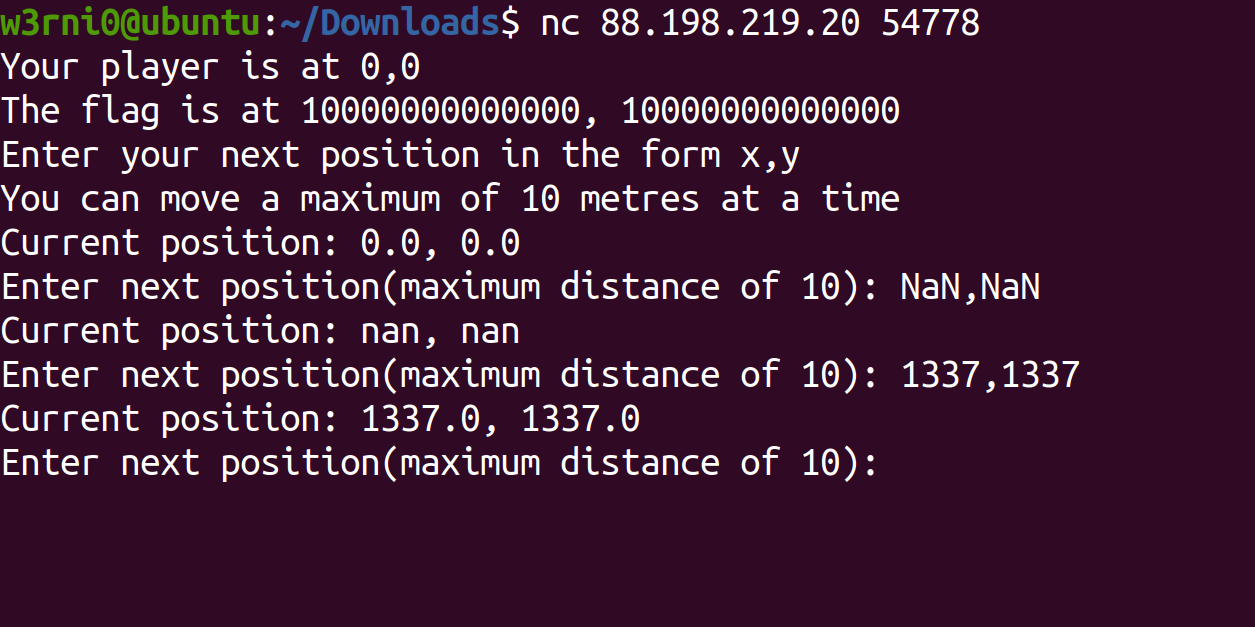 w3rni0@ubuntu:~/Downloads$ nc 88.198.219.20 54778
Your player is at 0,0
The flag is at 10000000000000, 10000000000000
Enter your next position in the form x,y
You can move a maximum of 10 metres at a time
Current position: 0.0, 0.0
Enter next position(maximum distance of 10): NaN,NaN
Current position: nan, nan
Enter next position(maximum distance of 10): 1337,1337
Current position: 1337.0, 1337.0
Enter next position(maximum distance of 10):